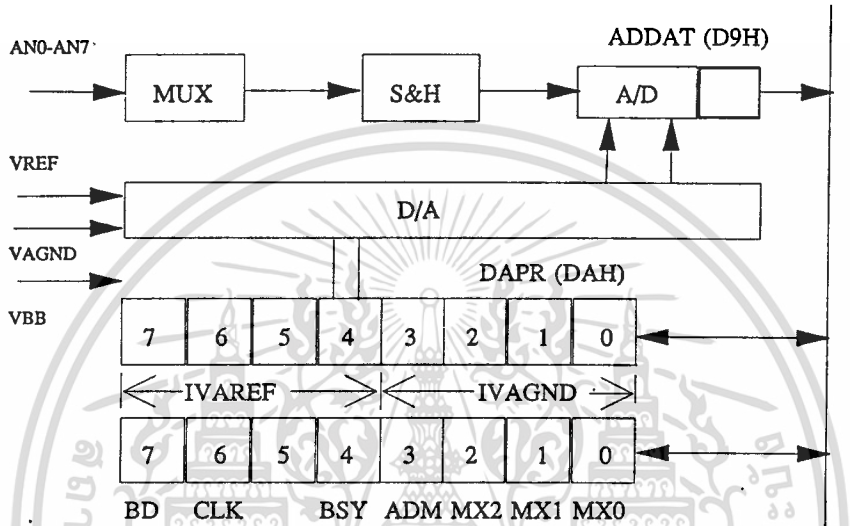 AN0-AN7
ADDAT (D9H)
MUX
S&H
A/D
VREF
D/A
VAGND
DAPR (DAH)
VBB
7 6 5 4 3 2 1 0
IVAREF IVAGND
7 6 5 4 3 2 1 0
BD CLK BSY ADM MX2 MX1 MX0